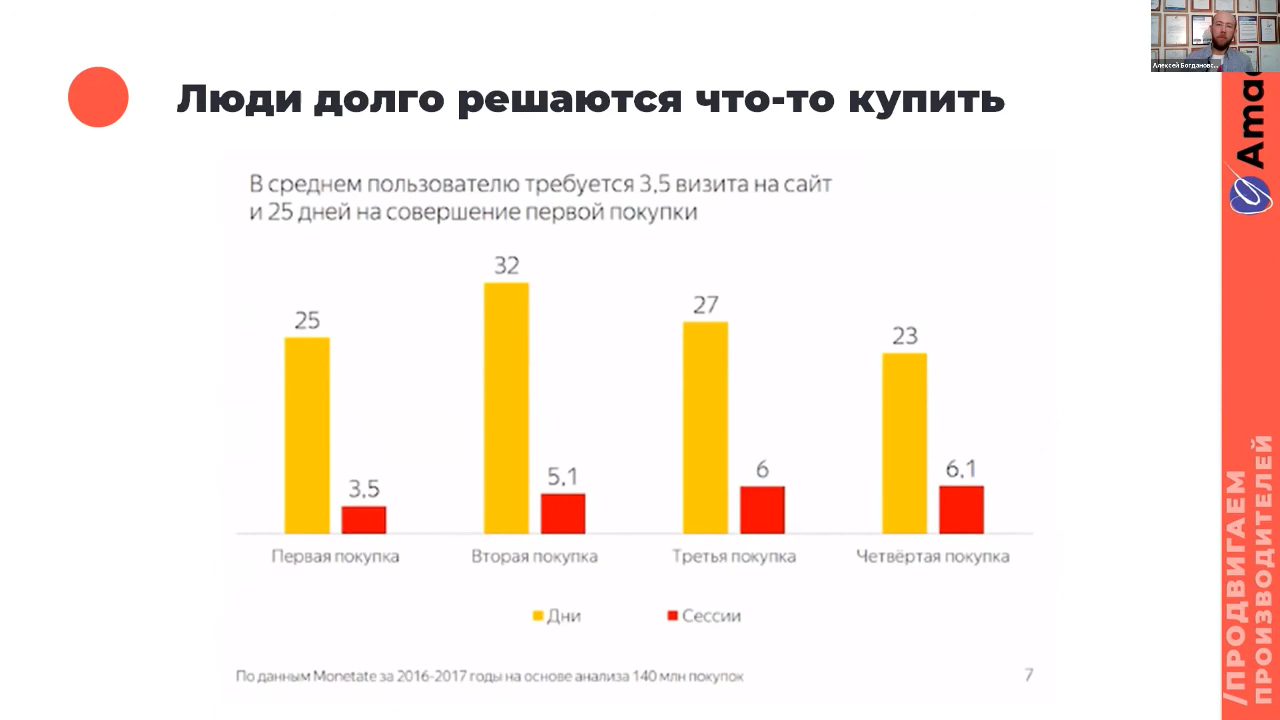 Люди долго решаются что-то купить
В среднем пользователю требуется 3,5 визита на сайт
и 25 дней на совершение первой покупки
25
3,5
32
5,1
27
6
23
6,1
Первая покупка
Вторая покупка
Третья покупка
Четвёртая покупка
Дни
Сессии
По данным Monetate за 2016-2017 годы на основе анализа 140 млн покупок
7
Алексей Богдановс...
/ПРОДВИГАЕМ
ПРОИЗВОДИТЕЛЕЙ